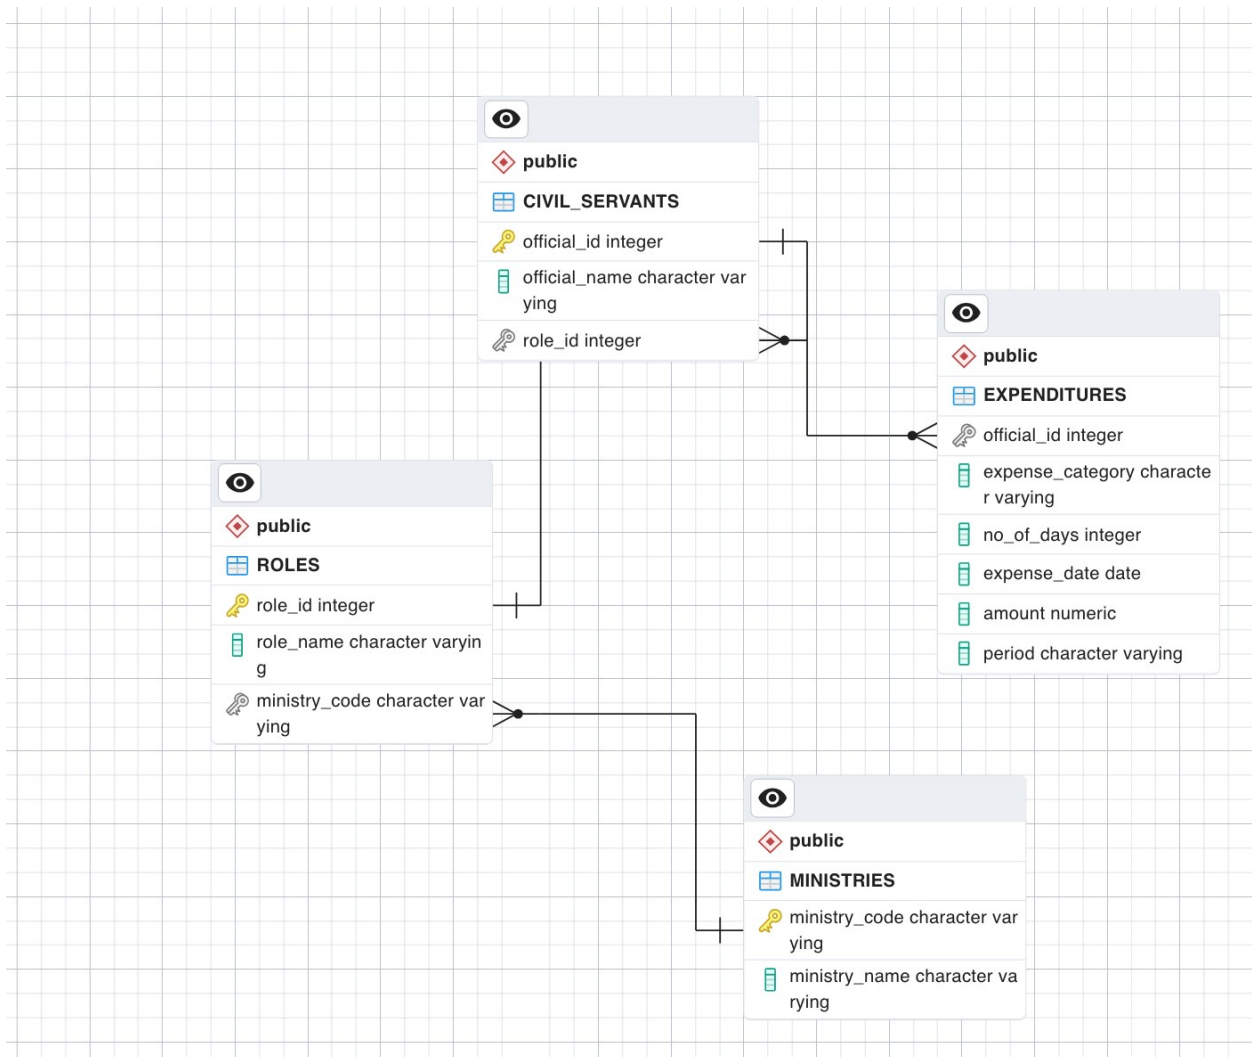 public
CIVIL_SERVANTS
official_id integer
official_name character var
ying
role_id integer
public
EXPENDITURES
official_id integer
expense_category characte
r varying
no_of_days integer
expense_date date
amount numeric
period character varying
public
ROLES
role_id integer
role_name character varyin
g
ministry_code character var
ying
public
MINISTRIES
ministry_code character var
ying
ministry_name character va
rying